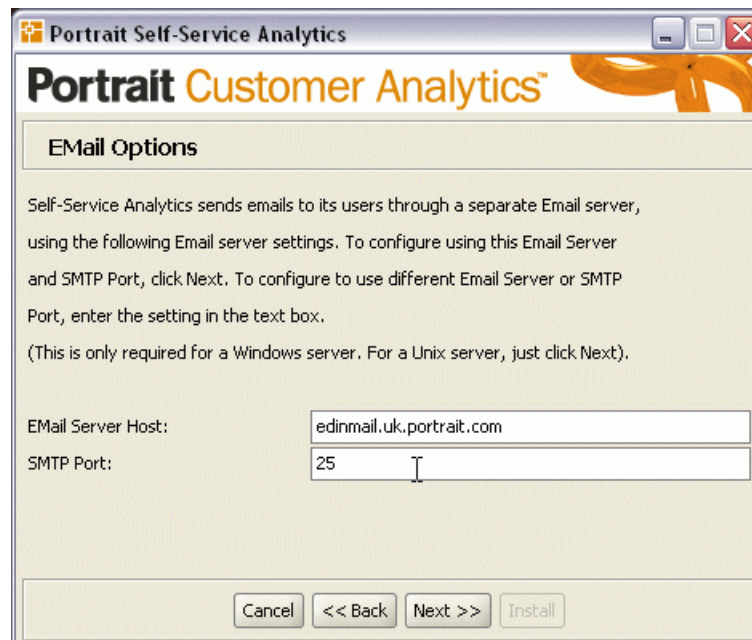 Portrait Self-Service Analytics
Portrait Customer Analytics™
EMail Options
Self-Service Analytics sends emails to its users through a separate Email server,
using the following Email server settings. To configure using this Email Server
and SMTP Port, click Next. To configure to use different Email Server or SMTP
Port, enter the setting in the text box.
(This is only required for a Windows server. For a Unix server, just click Next).
EMail Server Host: edinmail.uk.portrait.com
SMTP Port: 25
Cancel << Back Next >> Install